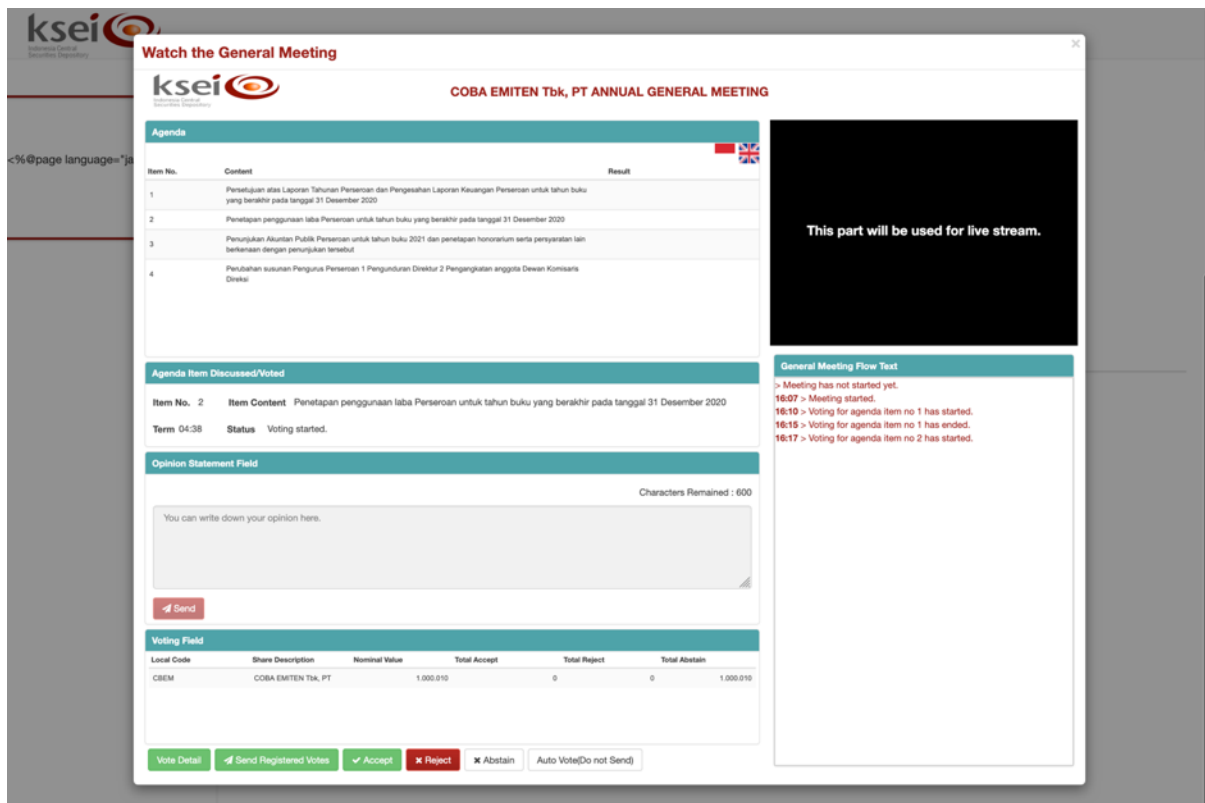 ksei
Indonesia Central
Securities Depository
<%@page language="ja
Watch the General Meeting
×
ksei
Indonesia Central
Securities Depository
COBA EMITEN Tbk, PT ANNUAL GENERAL MEETING
Agenda
Item No. Content Result
1 Persetujuan atas Laporan Tahunan Perseroan dan Pengesahan Laporan Keuangan Perseroan untuk tahun buku
yang berakhir pada tanggal 31 Desember 2020
2 Penetapan penggunaan laba Perseroan untuk tahun buku yang berakhir pada tanggal 31 Desember 2020
3 Penunjukan Akuntan Publik Perseroan untuk tahun buku 2021 dan penetapan honorarium serta persyaratan lain
berkenaan dengan penunjukan tersebut
4 Perubahan susunan Pengurus Perseroan 1 Pengunduran Direktur 2 Pengangkatan anggota Dewan Komisaris
Direksi
This part will be used for live stream.
Agenda Item Discussed/Voted
Item No. 2 Item Content Penetapan penggunaan laba Perseroan untuk tahun buku yang berakhir pada tanggal 31 Desember 2020
Term 04:38 Status Voting started.
Opinion Statement Field
Characters Remained : 600
You can write down your opinion here.
Send
Voting Field
Local Code Share Description Nominal Value Total Accept Total Reject Total Abstain
CBEM COBA EMITEN Tbk, PT 1.000.010 0 0 1.000.010
Vote Detail Send Registered Votes Accept Reject Abstain Auto Vote(Do not Send)
General Meeting Flow Text
> Meeting has not started yet.
16:07 > Meeting started.
16:10 > Voting for agenda item no 1 has started.
16:15 > Voting for agenda item no 1 has ended.
16:17 > Voting for agenda item no 2 has started.